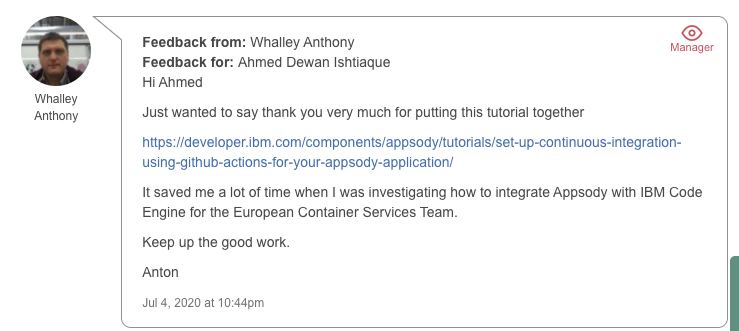 Feedback from: Whalley Anthony
Manager
Feedback for: Ahmed Dewan Ishtiaque
Hi Ahmed
Whalley
Anthony
Just wanted to say thank you very much for putting this tutorial together
https://developer.ibm.com/components/appsody/tutorials/set-up-continuous-integration-
using-github-actions-for-your-appsody-application/
It saved me a lot of time when I was investigating how to integrate Appsody with IBM Code
Engine for the European Container Services Team.
Keep up the good work.
Anton
Jul 4, 2020 at 10:44pm